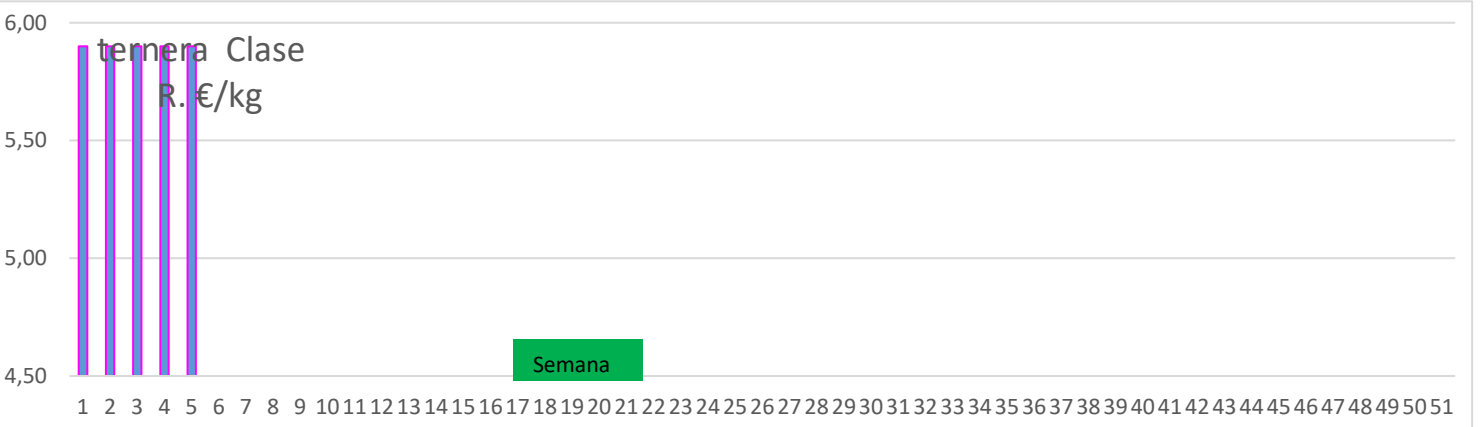 6,00
ternera Clase
R. €/kg
5,50
5,00
Semana
4,50
1 2 3 4 5 6 7 8 9 10 11 12 13 14 15 16 17 18 19 20 21 22 23 24 25 26 27 28 29 30 31 32 33 34 35 36 37 38 39 40 41 42 43 44 45 46 47 48 49 50 51